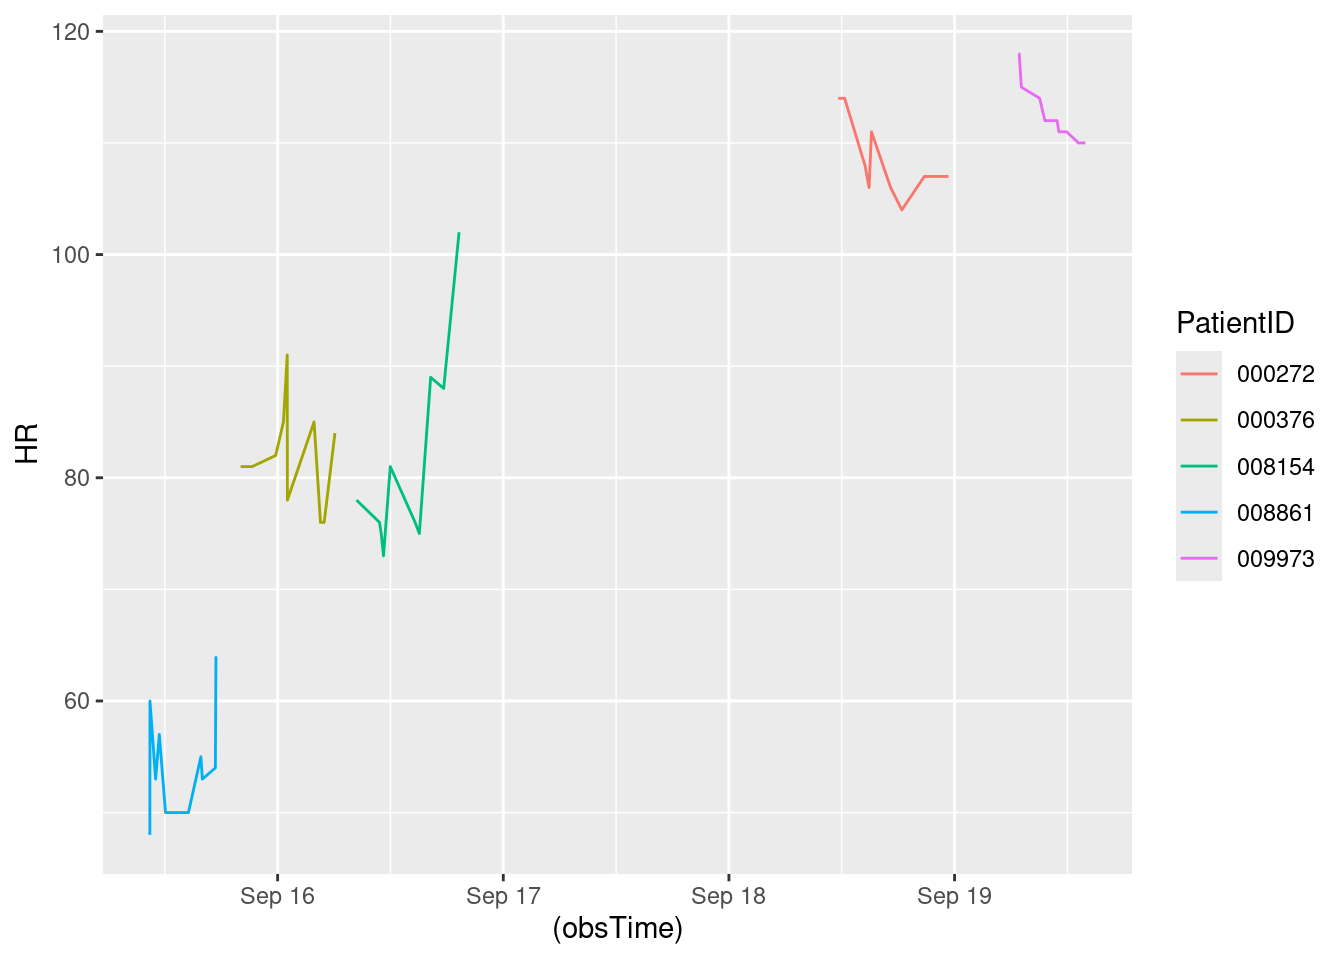 120
100
80
60
HR
Sep 16
Sep 17
Sep 18
Sep 19
(obsTime)
PatientID
000272
000376
008154
008861
009973